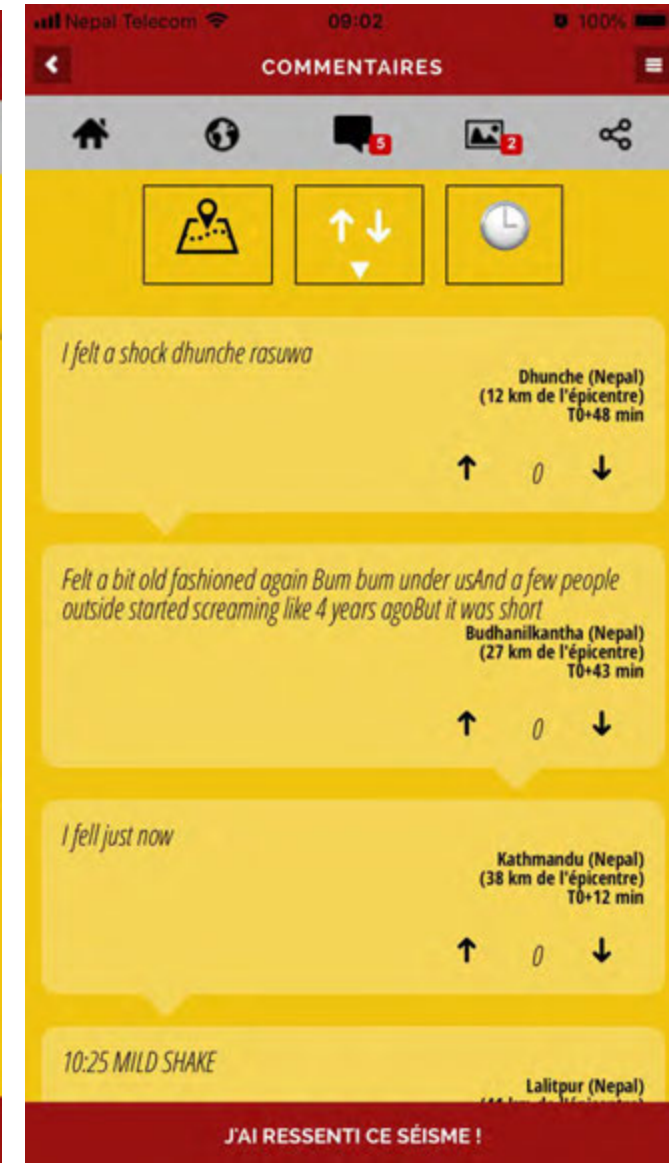 Nepal Telecom 09:02 100%
COMMENTAIRES
5 2
I felt a shock dhunche rasuwa
Dhunche (Nepal)
(12 km de l'épicentre)
T0+48 min
0
Felt a bit old fashioned again Bum bum under usAnd a few people
outside started screaming like 4 years agoBut it was short
Budhanilkantha (Nepal)
(27 km de l'épicentre)
T0+43 min
0
I fell just now
Kathmandu (Nepal)
(38 km de l'épicentre)
T0+12 min
0
10:25 MILD SHAKE
Lalitpur (Nepal)
J'AI RESSENTI CE SÉISME !